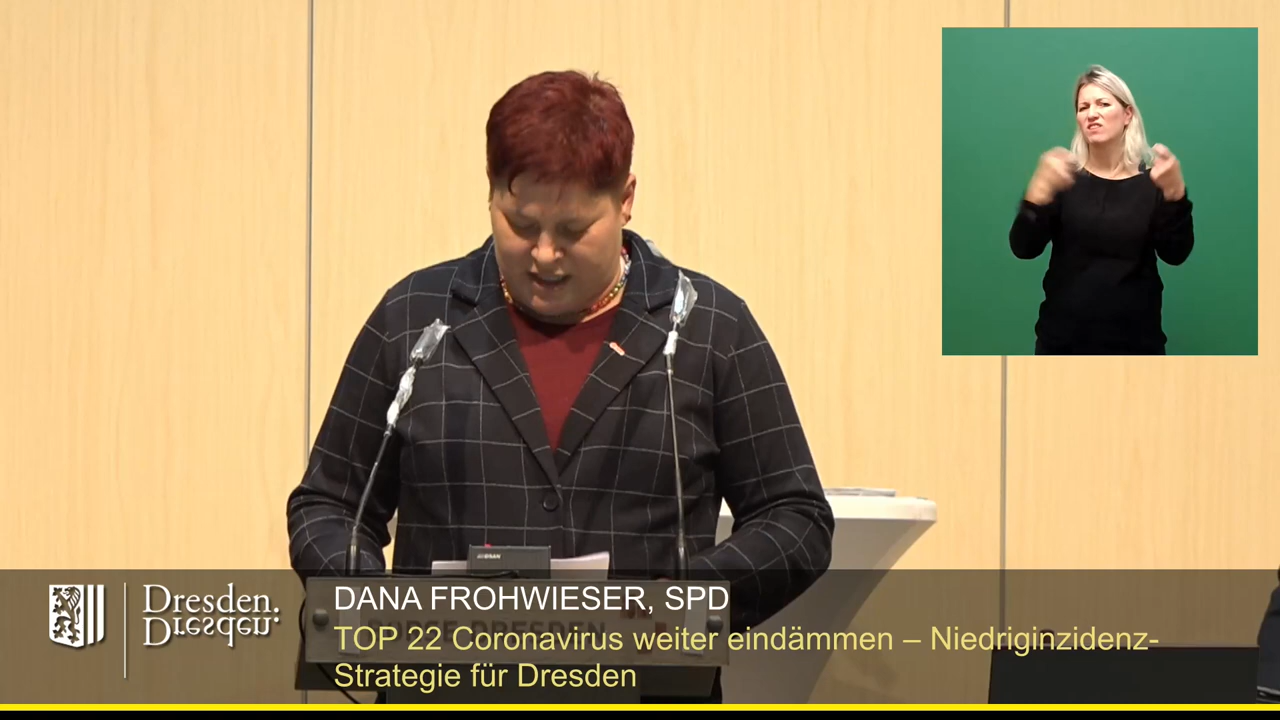 DANA FROHWIESER, SPD
Dresden.
Dresden.
TOP 22 Coronavirus weiter eindämmen – Niedriginzidenz-
Strategie für Dresden